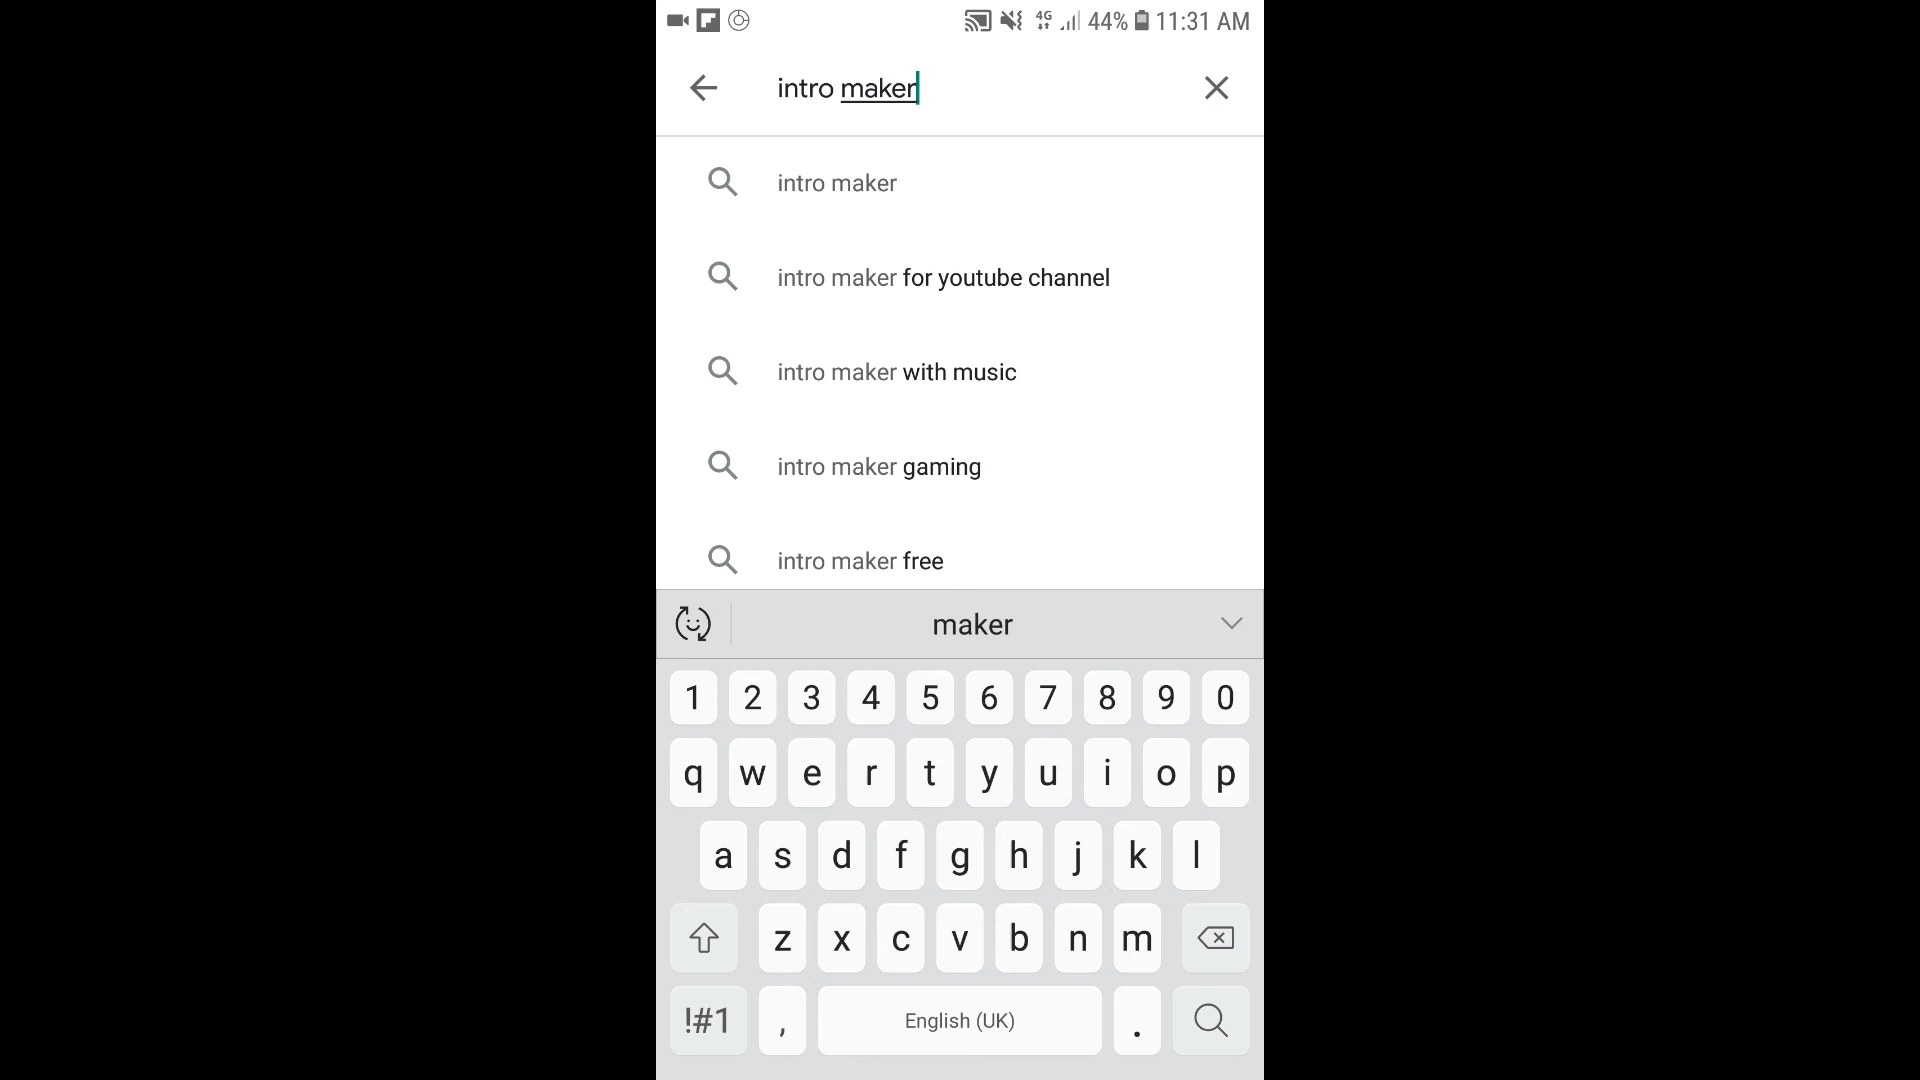 4G 44% 11:31 AM
intro maker
intro maker
intro maker for youtube channel
intro maker with music
intro maker gaming
intro maker free
maker
1 2 3 4 5 6 7 8 9 0
q w e r t y u i o p
a s d f g h j k l
z x c v b n m
!#1 , English (UK) .